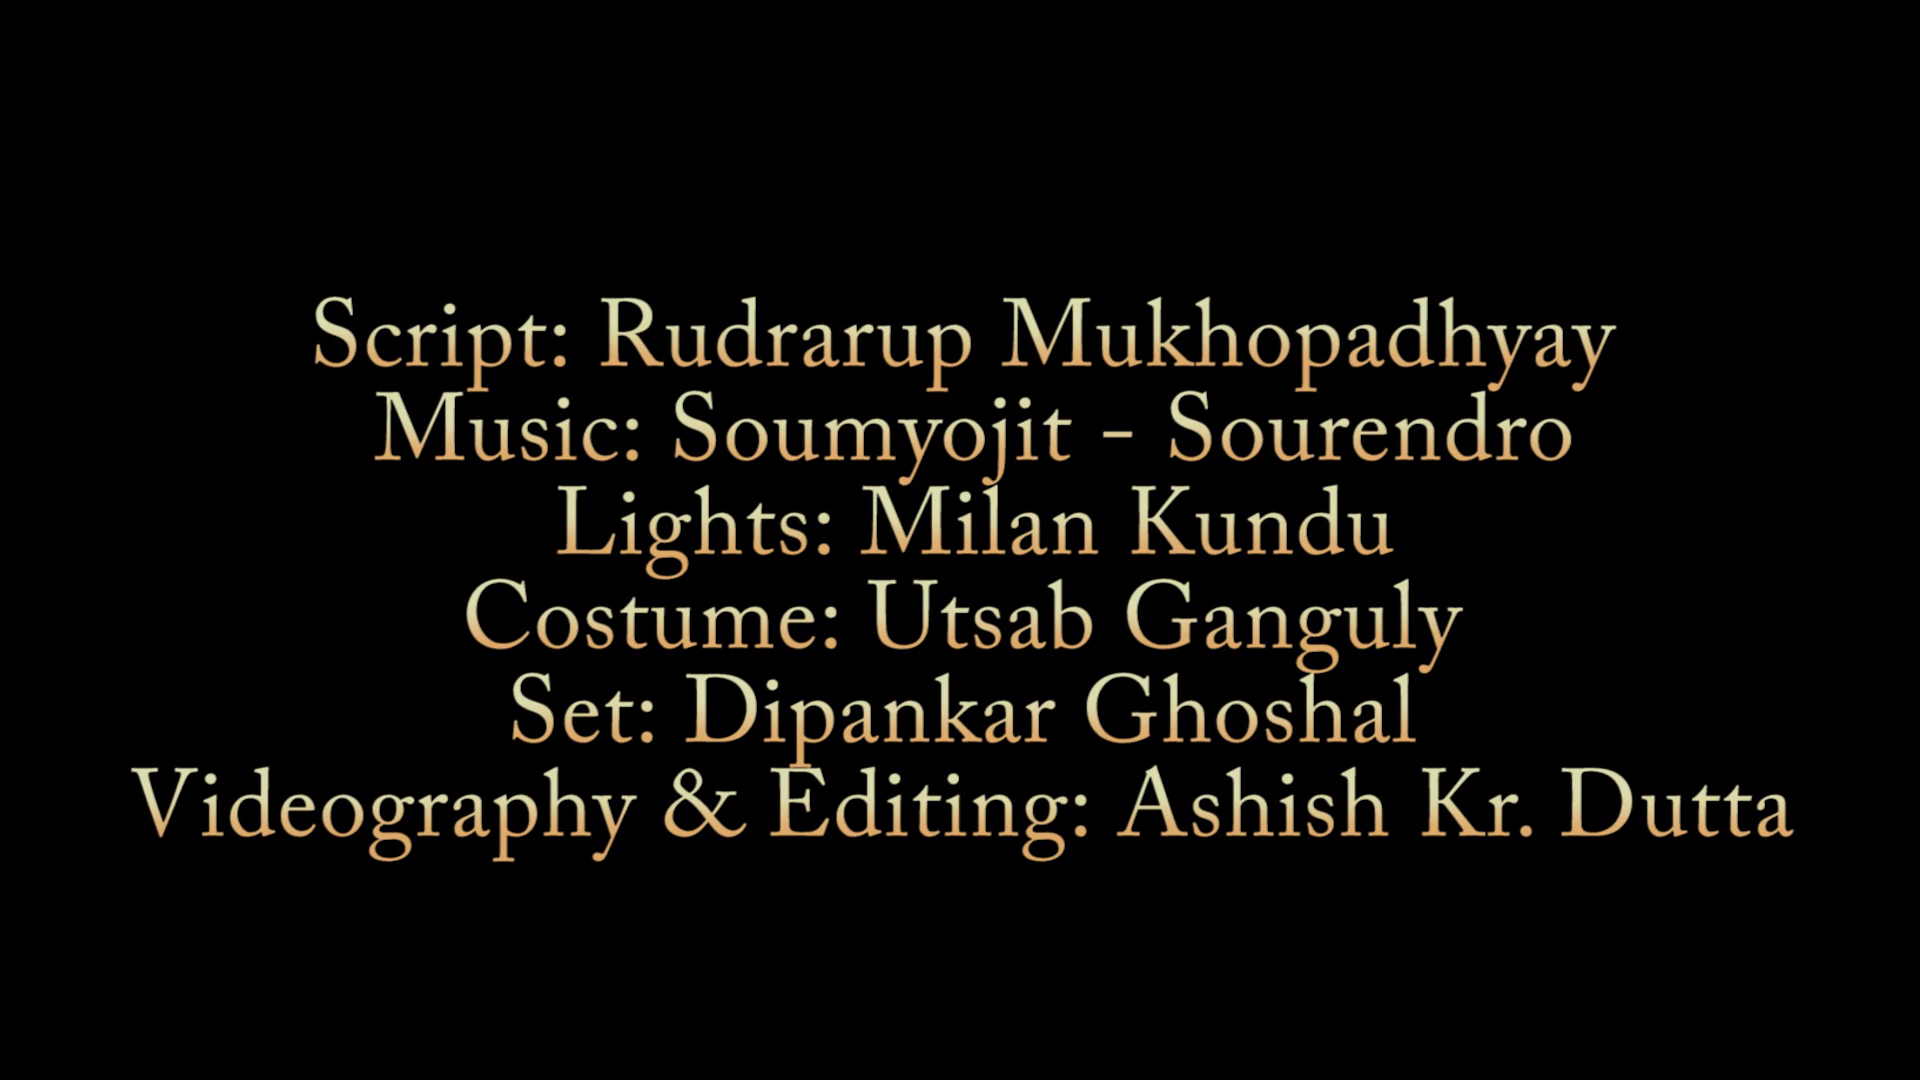 Script: Rudrarup Mukhopadhyay
Music: Soumyojit - Sourendro
Lights: Milan Kundu
Costume: Utsab Ganguly
Set: Dipankar Ghoshal
Videography & Editing: Ashish Kr. Dutta